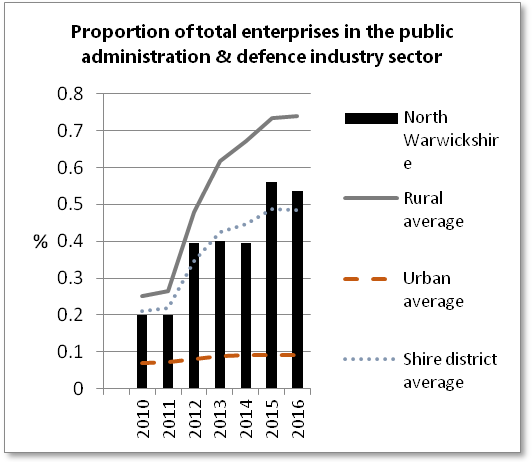 Proportion of total enterprises in the public
administration & defence industry sector
0.8
0.7
0.6
0.5
0.4
0.3
0.2
0.1
0
%
2010
2011
2012
2013
2014
2015
2016
North
Warwickshir
e
Rural
average
Urban
average
Shire district
average